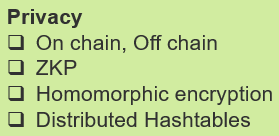 Privacy
❑ On chain, Off chain
❑ ZKP
❑ Homomorphic encryption
❑ Distributed Hashtables